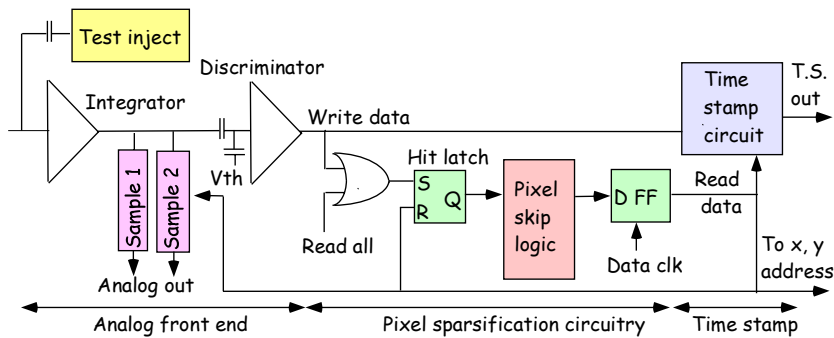 Test inject
Discriminator
Integrator
Time
stamp
circuit
T.S.
out
Write data
Vth
Sample 1
Sample 2
Hit latch
S
R
Q
Pixel
skip
logic
D FF
Read
data
Read all
Data clk
To x, y
address
Analog out
Analog front end
Pixel sparsification circuitry
Time stamp